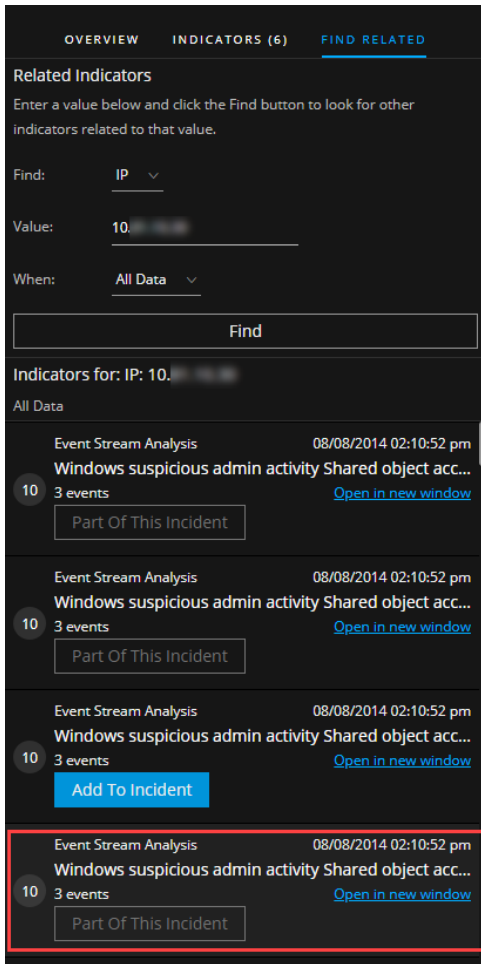 OVERVIEW INDICATORS (6) FIND RELATED
Related Indicators
Enter a value below and click the Find button to look for other
indicators related to that value.
Find: IP
Value: 10.
When: All Data
Find
Indicators for: IP: 10.
All Data
Event Stream Analysis 08/08/2014 02:10:52 pm
Windows suspicious admin activity Shared object acc...
10 3 events Open in new window
Part Of This Incident
Event Stream Analysis 08/08/2014 02:10:52 pm
Windows suspicious admin activity Shared object acc...
10 3 events Open in new window
Part Of This Incident
Event Stream Analysis 08/08/2014 02:10:52 pm
Windows suspicious admin activity Shared object acc...
10 3 events Open in new window
Add To Incident
Event Stream Analysis 08/08/2014 02:10:52 pm
Windows suspicious admin activity Shared object acc...
10 3 events Open in new window
Part Of This Incident